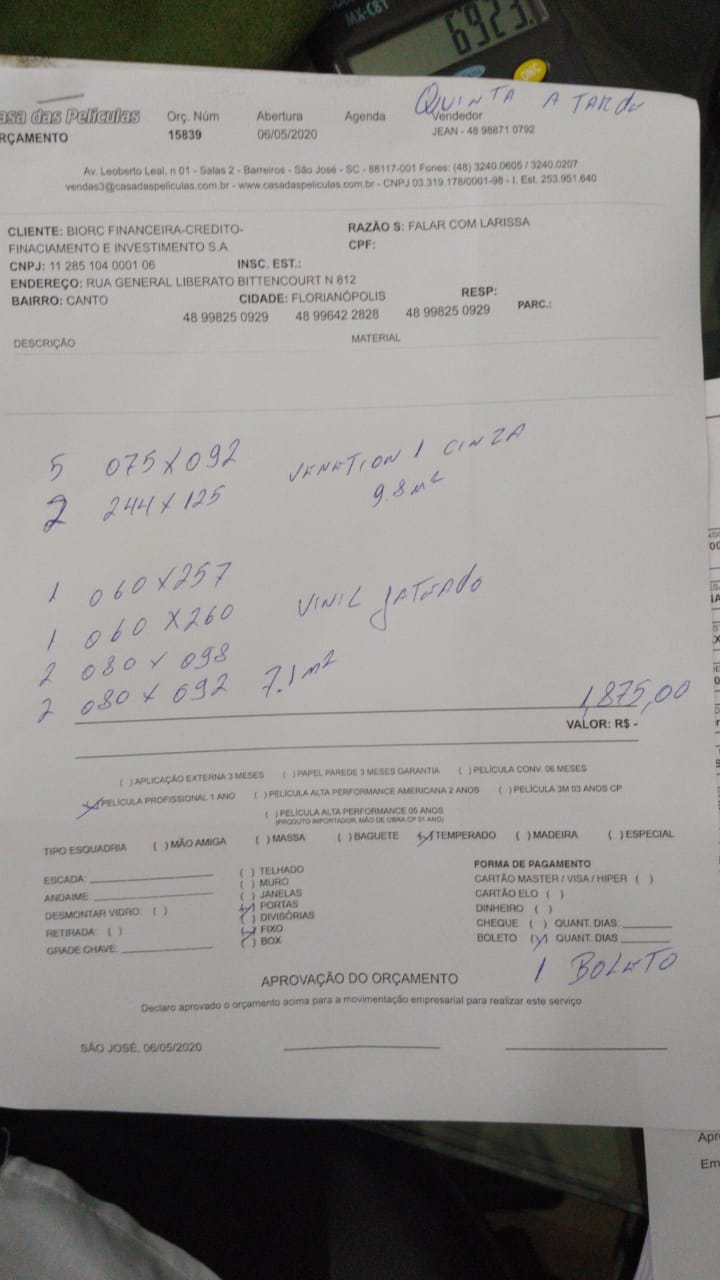 MX-C81
6923.
asa das Películas
RÇAMENTO
Orç. Núm
15839
Abertura
06/05/2020
Agenda
QUINTA A TARDE
Vendedor
JEAN - 48 98871 0792
Av. Leoberto Leal, n 01 - Salas 2 - Barreiros - São José - SC - 88117-001 Fones: (48) 3240.0605 / 3240.0207
vendas3@casadaspeliculas.com.br - www.casadaspeliculas.com.br - CNPJ 03.319.178/0001-98 - I. Est. 253.951.640
CLIENTE: BIORC FINANCEIRA-CREDITO-
FINACIAMENTO E INVESTIMENTO S.A
RAZÃO S: FALAR COM LARISSA
CPF:
CNPJ: 11 285 104 0001 06 INSC. EST.:
ENDEREÇO: RUA GENERAL LIBERATO BITTENCOURT N 812
BAIRRO: CANTO CIDADE: FLORIANÓPOLIS RESP:
48 99825 0929 48 99642 2828 48 99825 0929 PARC.:
DESCRIÇÃO MATERIAL
5 075 X 092 VENETION 1 CINZA
2 244 X 125 9.8 m²
1 060 X 257
1 060 X 260 VINIL JATEADO
2 080 X 098
2 080 X 092 7.1 m²
1,875,00
VALOR: R$ -
( ) APLICAÇÃO EXTERNA 3 MESES ( ) PAPEL PAREDE 3 MESES GARANTIA ( ) PELÍCULA CONV. 06 MESES
PELÍCULA PROFISSIONAL 1 ANO ( ) PELÍCULA ALTA PERFORMANCE AMERICANA 2 ANOS ( ) PELÍCULA 3M 03 ANOS CP
( ) PELÍCULA ALTA PERFORMANCE 05 ANOS
(PRODUTO IMPORTADOR, MÃO DE OBRA CP 01 ANO)
TIPO ESQUADRIA ( ) MÃO AMIGA ( ) MASSA ( ) BAGUETE TEMPERADO ( ) MADEIRA ( ) ESPECIAL
ESCADA:
ANDAIME:
DESMONTAR VIDRO: ( )
RETIRADA: ( )
GRADE CHAVE:
( ) TELHADO
( ) MURO
( ) JANELAS
PORTAS
( ) DIVISÓRIAS
FIXO
( ) BOX
FORMA DE PAGAMENTO
CARTÃO MASTER / VISA / HIPER ( )
CARTÃO ELO ( )
DINHEIRO ( )
CHEQUE ( ) QUANT. DIAS:
BOLETO (X) QUANT. DIAS
1 BOLETO
APROVAÇÃO DO ORÇAMENTO
Declaro aprovado o orçamento acima para a movimentação empresarial para realizar este serviço
SÃO JOSÉ, 06/05/2020
Apr
Em